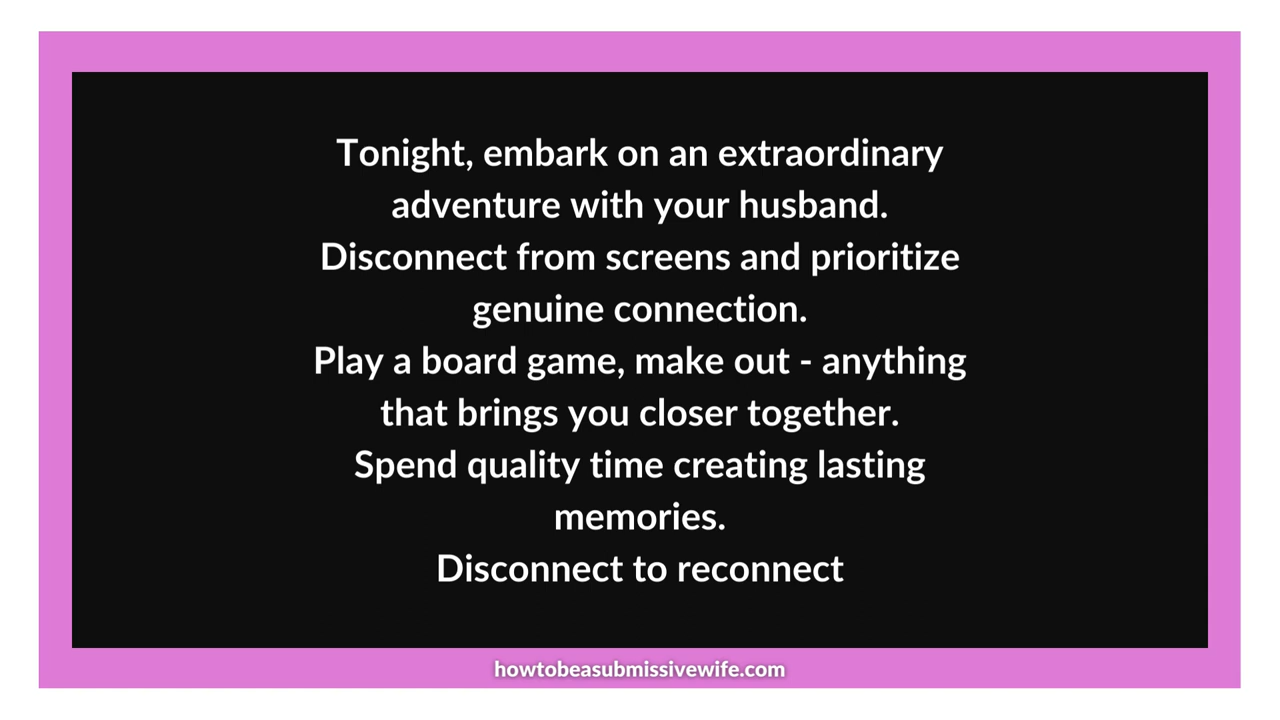 Tonight, embark on an extraordinary
adventure with your husband.
Disconnect from screens and prioritize
genuine connection.
Play a board game, make out - anything
that brings you closer together.
Spend quality time creating lasting
memories.
Disconnect to reconnect
howtobeasubmissivewife.com